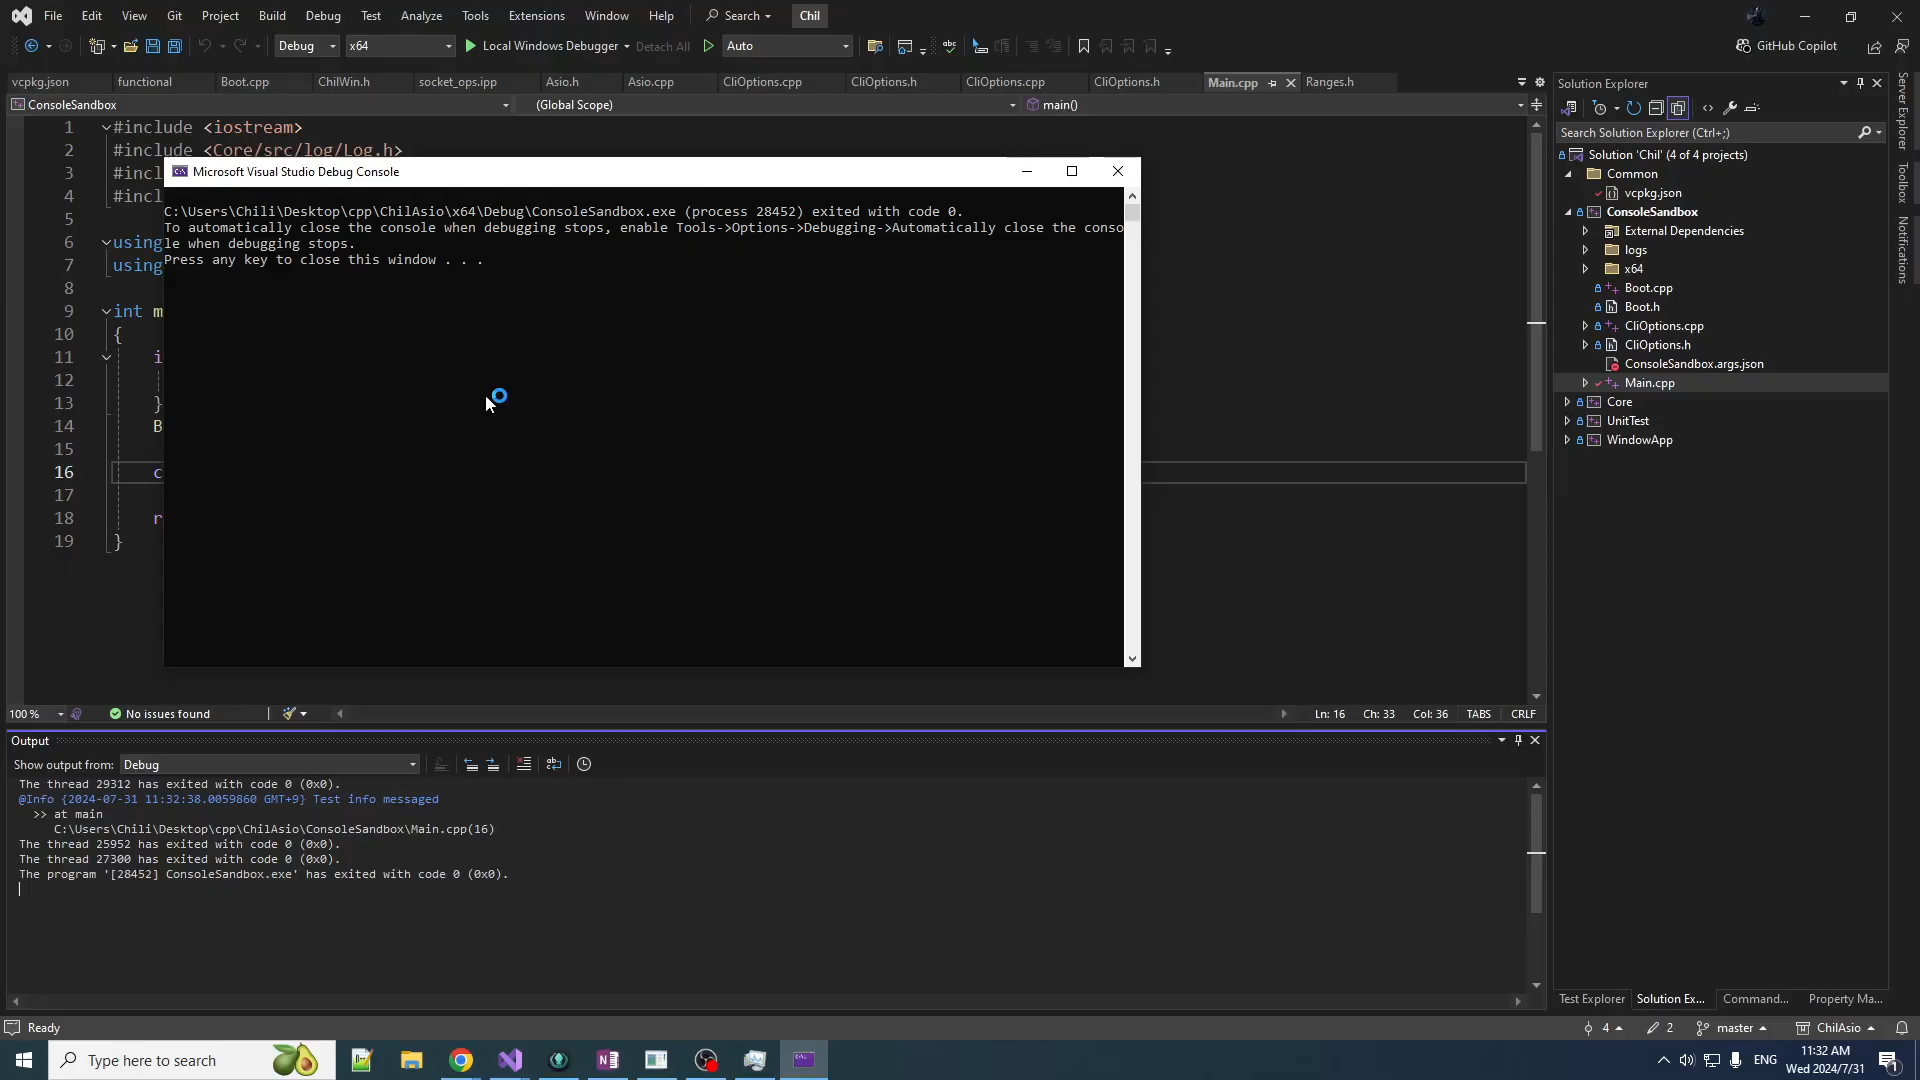 File Edit View Git Project Build Debug Test Analyze Tools Extensions Window Help Search Chil
Debug x64 Local Windows Debugger Detach All Auto GitHub Copilot
vcpkg.json functional Boot.cpp ChilWin.h socket_ops.ipp Asio.h Asio.cpp CliOptions.cpp CliOptions.h CliOptions.cpp CliOptions.h Main.cpp Ranges.h
ConsoleSandbox (Global Scope) main()
1 #include <iostream>
2 #include <Core/src/log/Log.h>
3 #incl
4 #incl
5
6 using
7 using
8
9 int m
10 {
11 i
12
13 }
14 B
15
16 c
17
18 r
19 }
Microsoft Visual Studio Debug Console
C:\Users\Chili\Desktop\cpp\ChilAsio\x64\Debug\ConsoleSandbox.exe (process 28452) exited with code 0.
To automatically close the console when debugging stops, enable Tools->Options->Debugging->Automatically close the conso
le when debugging stops.
Press any key to close this window . . .
100 % No issues found Ln: 16 Ch: 33 Col: 36 TABS CRLF
Output
Show output from: Debug
The thread 29312 has exited with code 0 (0x0).
@Info {2024-07-31 11:32:38.0059860 GMT+9} Test info messaged
>> at main
C:\Users\Chili\Desktop\cpp\ChilAsio\ConsoleSandbox\Main.cpp(16)
The thread 25952 has exited with code 0 (0x0).
The thread 27300 has exited with code 0 (0x0).
The program '[28452] ConsoleSandbox.exe' has exited with code 0 (0x0).
Solution Explorer
Search Solution Explorer (Ctrl+;)
Solution 'Chil' (4 of 4 projects)
Common
vcpkg.json
ConsoleSandbox
External Dependencies
logs
x64
Boot.cpp
Boot.h
CliOptions.cpp
CliOptions.h
ConsoleSandbox.args.json
Main.cpp
Core
UnitTest
WindowApp
Test Explorer Solution Ex... Command... Property Ma...
Server Explorer
Toolbox
Notifications
Ready 4 2 master ChilAsio
Type here to search ENG
11:32 AM
Wed 2024/7/31
1